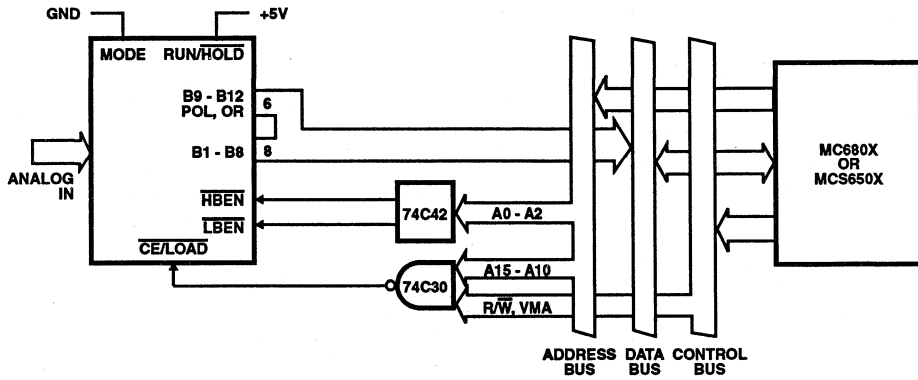 GND
+5V
MODE
RUN/HOLD
B9 - B12
POL, OR
6
B1 - B8
8
ANALOG
IN
HBEN
LBEN
CE/LOAD
74C42
A0 - A2
74C30
A15 - A10
R/W, VMA
MC680X
OR
MCS650X
ADDRESS
BUS
DATA
BUS
CONTROL
BUS